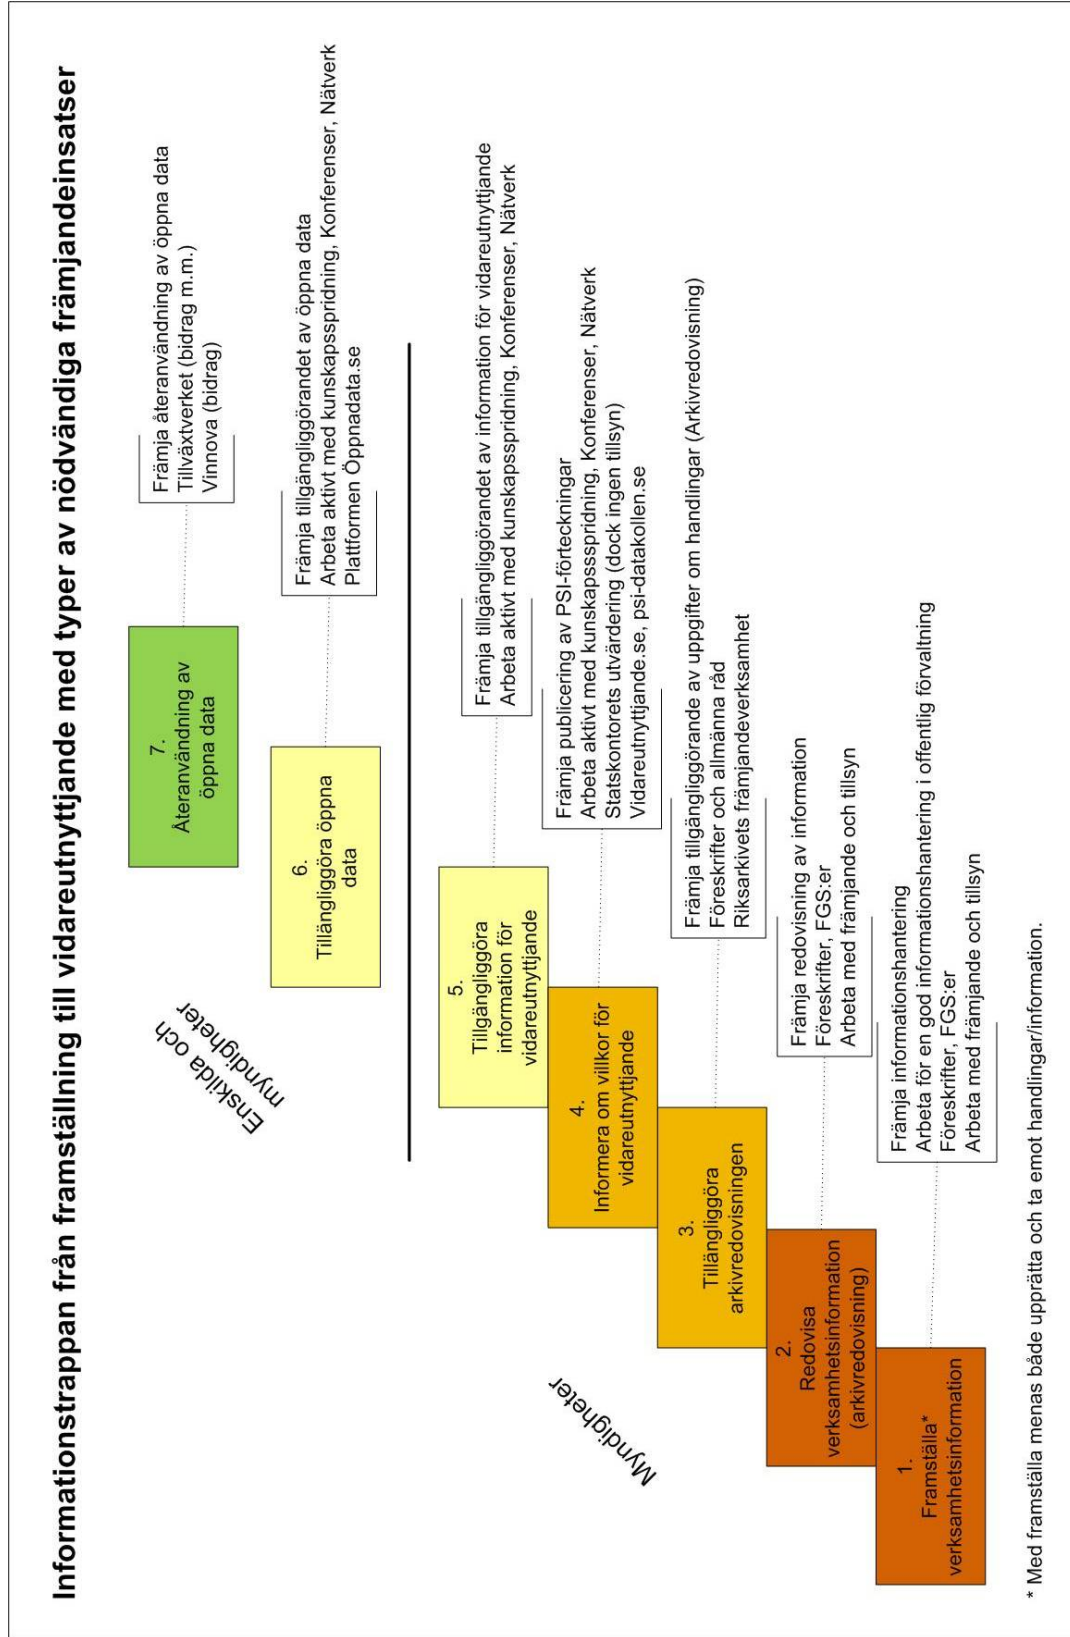 Informationstrappan från framställning till vidareutnyttjande med typer av nödvändiga främjandeinsatser
Enskilda och
myndigheter
7.
Återanvändning av
öppna data
Främja återanvändning av öppna data
Tillväxtverket (bidrag m.m.)
Vinnova (bidrag)
6.
Tillängliggöra öppna
data
Främja tillgängliggörandet av öppna data
Arbeta aktivt med kunskapsspridning, Konferenser, Nätverk
Plattformen Öppnadata.se
Myndigheter
5.
Tillgängliggöra
information för
vidareutnyttjande
Främja tillgängliggörandet av information för vidareutnyttjande
Arbeta aktivt med kunskapsspridning, Konferenser, Nätverk
4.
Informera om villkor för
vidareutnyttjande
Främja publicering av PSI-förteckningar
Arbeta aktivt med kunskapssspridning, Konferenser, Nätverk
Statskontorets utvärdering (dock ingen tillsyn)
Vidareutnyttjande.se, psi-datakollen.se
3.
Tillängliggöra
arkivredovisningen
Främja tillgängliggörande av uppgifter om handlingar (Arkivredovisning)
Föreskrifter och allmänna råd
Riksarkivets främjandeverksamhet
2.
Redovisa
verksamhetsinformation
(arkivredovisning)
Främja redovisning av information
Föreskrifter, FGS:er
Arbeta med främjande och tillsyn
1.
Framställa*
verksamhetsinformation
Främja informationshantering
Arbeta för en god informationshantering i offentlig förvaltning
Föreskrifter, FGS:er
Arbeta med främjande och tillsyn
* Med framställa menas både upprätta och ta emot handlingar/information.